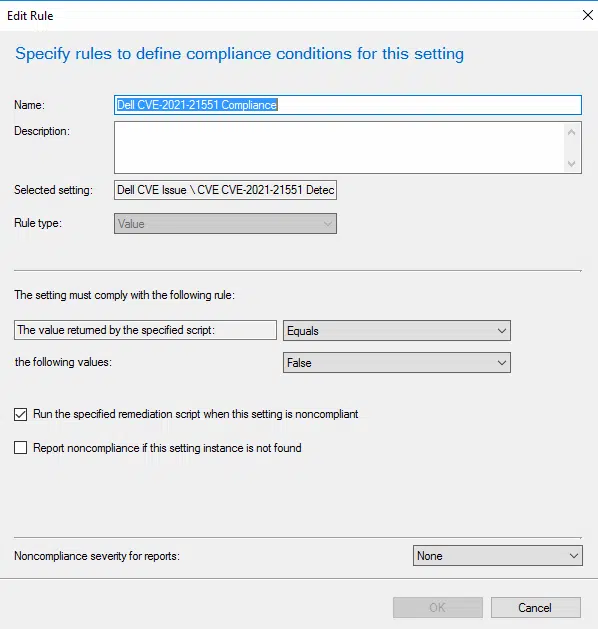 Edit Rule
Specify rules to define compliance conditions for this setting
Name:
Dell CVE-2021-21551 Compliance
Description:
Selected setting:
Dell CVE Issue \ CVE CVE-2021-21551 Detec
Rule type:
Value
The setting must comply with the following rule:
The value returned by the specified script:
Equals
the following values:
False
Run the specified remediation script when this setting is noncompliant
Report noncompliance if this setting instance is not found
Noncompliance severity for reports:
None
OK
Cancel